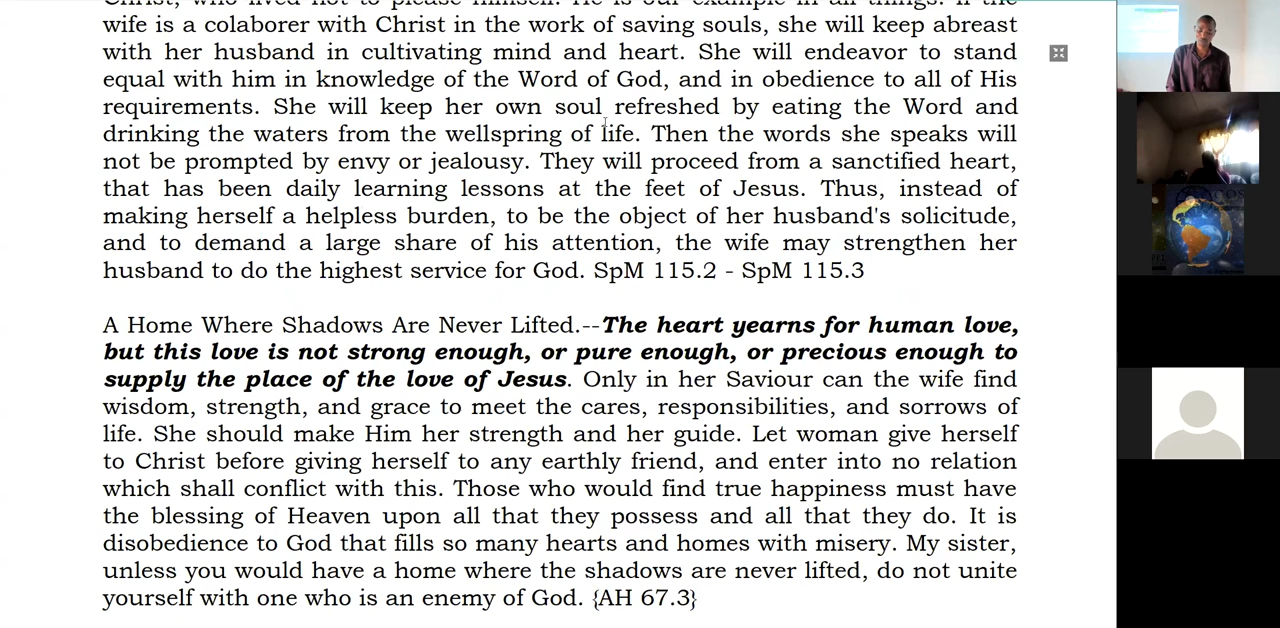 wife is a colaborer with Christ in the work of saving souls, she will keep abreast
with her husband in cultivating mind and heart. She will endeavor to stand
equal with him in knowledge of the Word of God, and in obedience to all of His
requirements. She will keep her own soul refreshed by eating the Word and
drinking the waters from the wellspring of life. Then the words she speaks will
not be prompted by envy or jealousy. They will proceed from a sanctified heart,
that has been daily learning lessons at the feet of Jesus. Thus, instead of
making herself a helpless burden, to be the object of her husband's solicitude,
and to demand a large share of his attention, the wife may strengthen her
husband to do the highest service for God. SpM 115.2 - SpM 115.3
A Home Where Shadows Are Never Lifted.--The heart yearns for human love,
but this love is not strong enough, or pure enough, or precious enough to
supply the place of the love of Jesus. Only in her Saviour can the wife find
wisdom, strength, and grace to meet the cares, responsibilities, and sorrows of
life. She should make Him her strength and her guide. Let woman give herself
to Christ before giving herself to any earthly friend, and enter into no relation
which shall conflict with this. Those who would find true happiness must have
the blessing of Heaven upon all that they possess and all that they do. It is
disobedience to God that fills so many hearts and homes with misery. My sister,
unless you would have a home where the shadows are never lifted, do not unite
yourself with one who is an enemy of God. {AH 67.3}